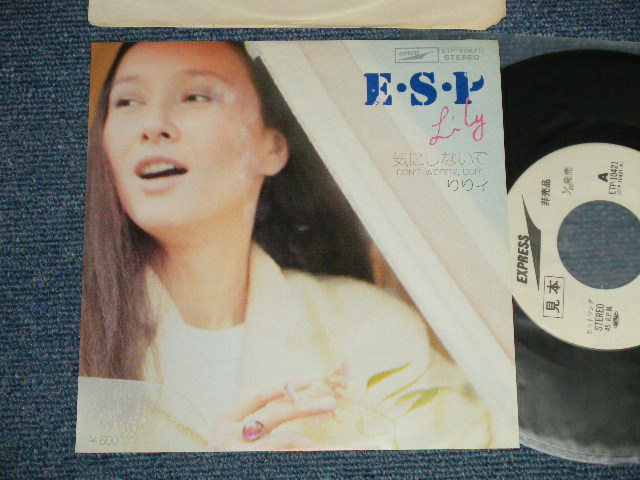 EXPRESS
ETP-10421
STEREO
E・S・P
Lily
気にしないで
DON'T WORRY,
りりィ
¥600
EXPRESS
非売品
A
ETP-10421
見本
STEREO
45 R.P.M.